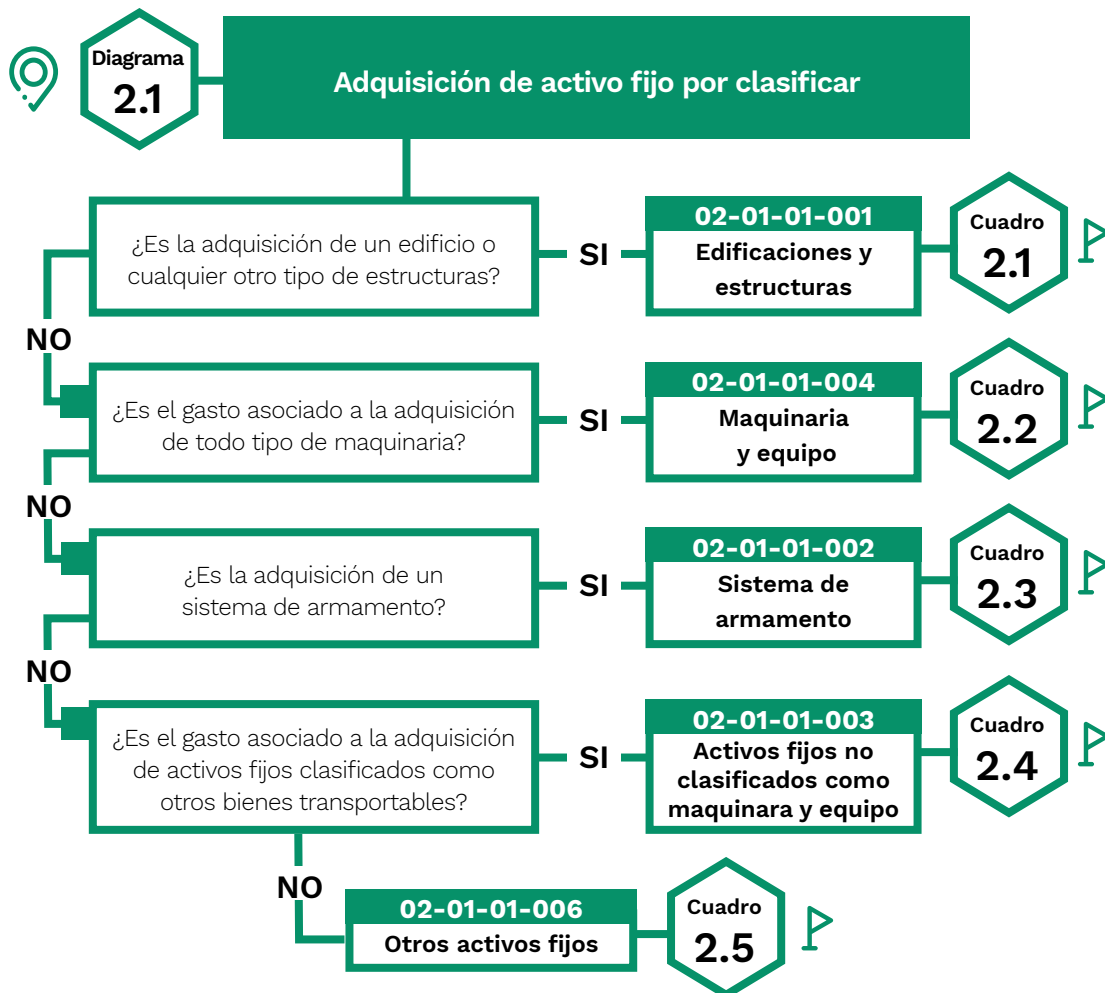 Diagrama
2.1
Adquisición de activo fijo por clasificar
¿Es la adquisición de un edificio o
cualquier otro tipo de estructuras?
SI
02-01-01-001
Edificaciones y
estructuras
Cuadro
2.1
NO
¿Es el gasto asociado a la adquisición
de todo tipo de maquinaria?
SI
02-01-01-004
Maquinaria
y equipo
Cuadro
2.2
NO
¿Es la adquisición de un
sistema de armamento?
SI
02-01-01-002
Sistema de
armamento
Cuadro
2.3
NO
¿Es el gasto asociado a la adquisición
de activos fijos clasificados como
otros bienes transportables?
SI
02-01-01-003
Activos fijos no
clasificados como
maquinara y equipo
Cuadro
2.4
NO
02-01-01-006
Otros activos fijos
Cuadro
2.5